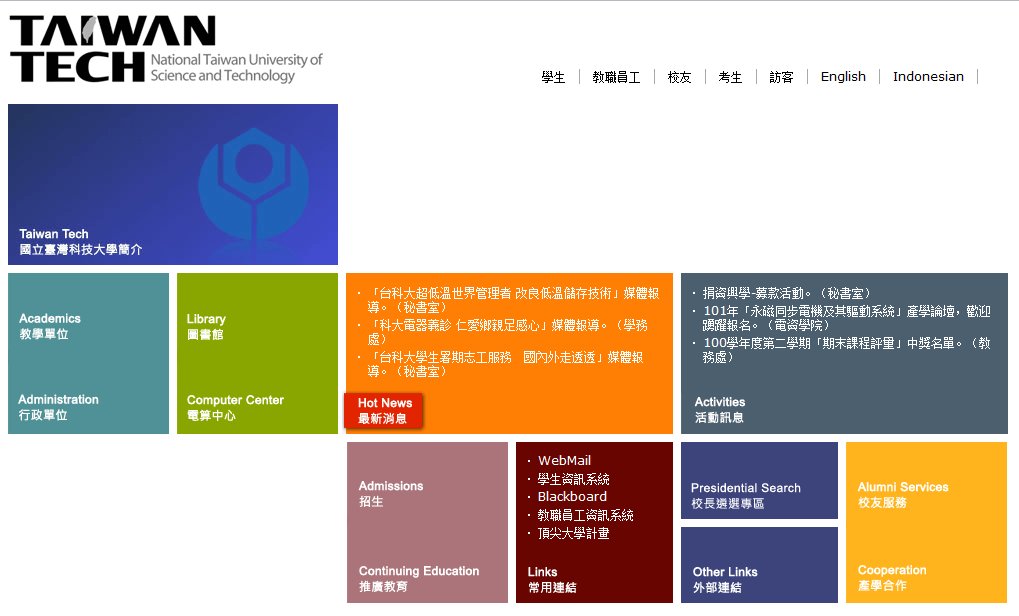 TAIWAN
TECH National Taiwan University of
Science and Technology
學生 教職員工 校友 考生 訪客 English Indonesian
Taiwan Tech
國立臺灣科技大學簡介
Academics
教學單位
Administration
行政單位
Library
圖書館
Computer Center
電算中心
· 「台科大超低溫世界管理者 改良低溫儲存技術」媒體報
導。（秘書室）
· 「科大電器義診 仁愛鄉親足感心」媒體報導。（學務
處）
· 「台科大學生署期志工服務 國內外走透透」媒體報
導。（秘書室）
Hot News
最新消息
· 捐資興學-募款活動。（秘書室）
· 101年「永磁同步電機及其驅動系統」產學論壇，歡迎
踴躍報名。（電資學院）
· 100學年度第二學期「期末課程評量」中獎名單。（教
務處）
Activities
活動訊息
Admissions
招生
Continuing Education
推廣教育
· WebMail
· 學生資訊系統
· Blackboard
· 教職員工資訊系統
· 頂尖大學計畫
Links
常用連結
Presidential Search
校長遴選專區
Other Links
外部連結
Alumni Services
校友服務
Cooperation
產學合作